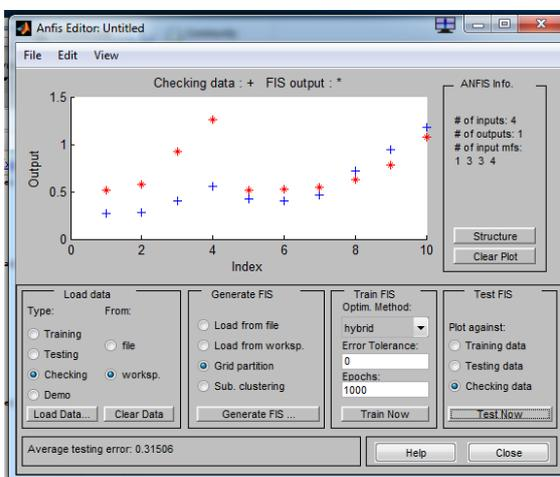 Anfis Editor: Untitled
File Edit View
Checking data : + FIS output : *
1.5
1
0.5
0
Output
0 2 4 6 8 10
Index
ANFIS Info.
# of inputs: 4
# of outputs: 1
# of input mfs:
1 3 3 4
Structure
Clear Plot
Load data
Type: From:
Training
Testing
Checking
Demo
file
worksp.
Load Data... Clear Data
Generate FIS
Load from file
Load from worksp.
Grid partition
Sub. clustering
Generate FIS ...
Train FIS
Optim. Method:
hybrid
Error Tolerance:
0
Epochs:
1000
Train Now
Test FIS
Plot against:
Training data
Testing data
Checking data
Test Now
Average testing error: 0.31506
Help Close